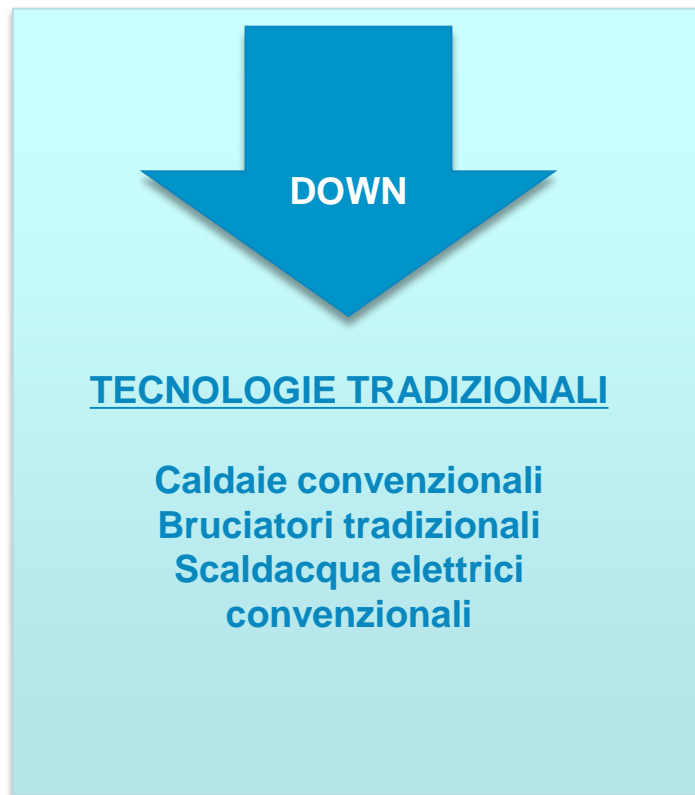 DOWN
TECNOLOGIE TRADIZIONALI
Caldaie convenzionali
Bruciatori tradizionali
Scaldacqua elettrici
convenzionali